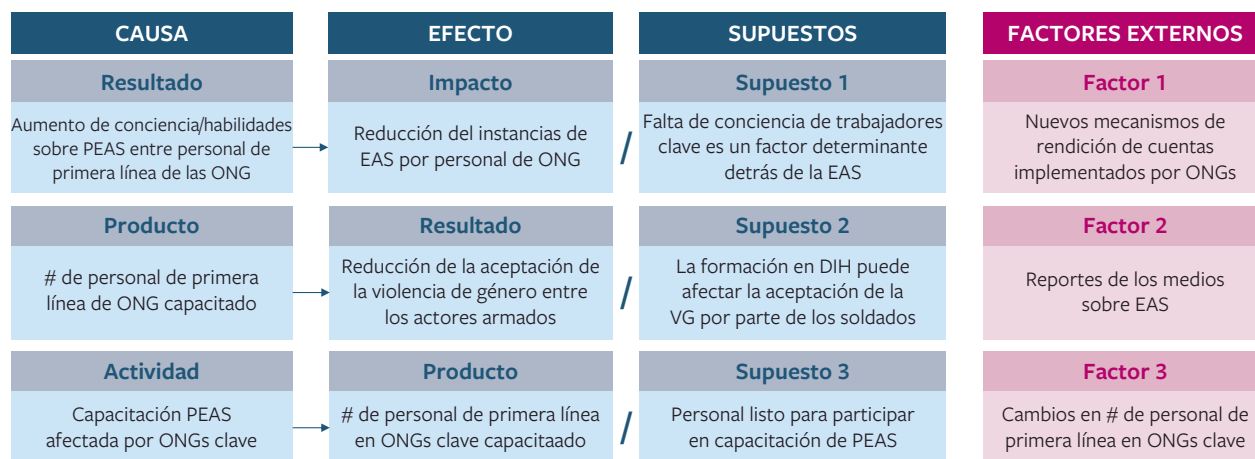 CAUSA
EFECTO
SUPUESTOS
FACTORES EXTERNOS
Resultado
Aumento de conciencia/habilidades
sobre PEAS entre personal de
primera línea de las ONG
Impacto
Reducción del instancias de
EAS por personal de ONG
/
Supuesto 1
Falta de conciencia de trabajadores
clave es un factor determinante
detrás de la EAS
Factor 1
Nuevos mecanismos de
rendición de cuentas
implementados por ONGs
Producto
# de personal de primera
línea de ONG capacitado
Resultado
Reducción de la aceptación de
la violencia de género entre
los actores armados
/
Supuesto 2
La formación en DIH puede
afectar la aceptación de la
VG por parte de los soldados
Factor 2
Reportes de los medios
sobre EAS
Actividad
Capacitación PEAS
afectada por ONGs clave
Producto
# de personal de primera línea
en ONGs clave capacitaado
/
Supuesto 3
Personal listo para participar
en capacitación de PEAS
Factor 3
Cambios en # de personal de
primera línea en ONGs clave